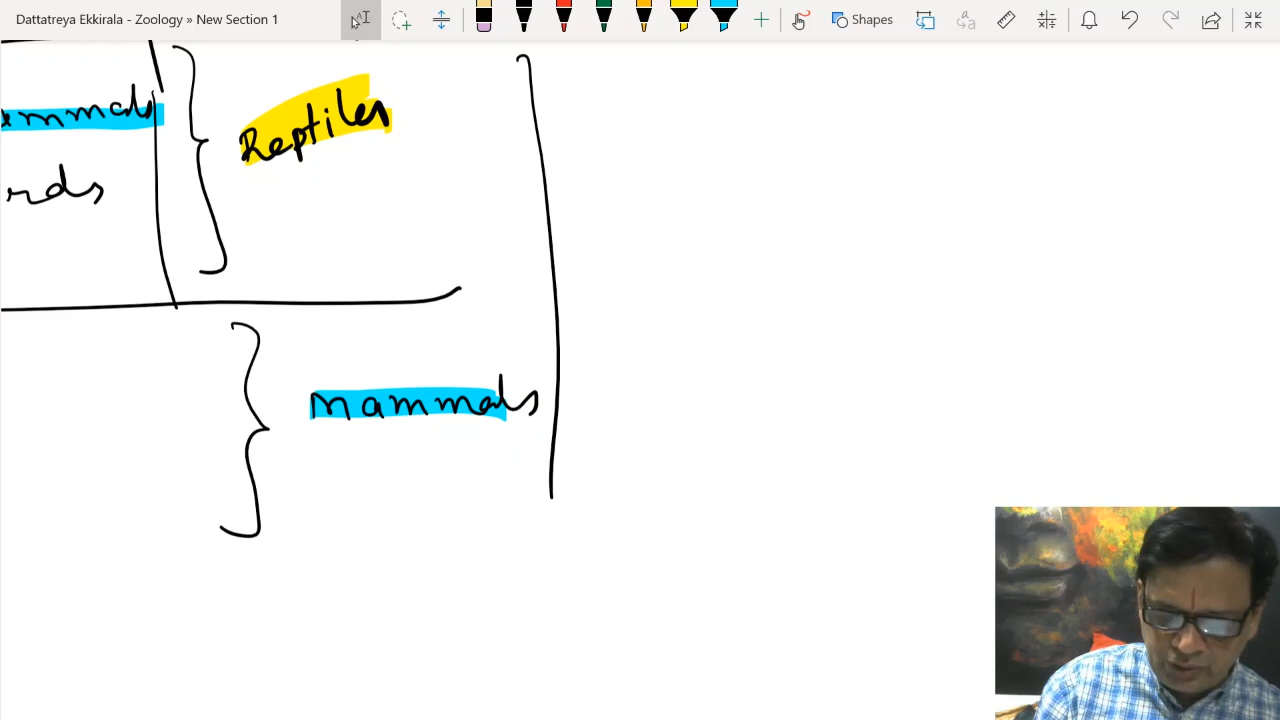 Dattatreya Ekkirala - Zoology » New Section 1
Shapes
Reptiles
mammals